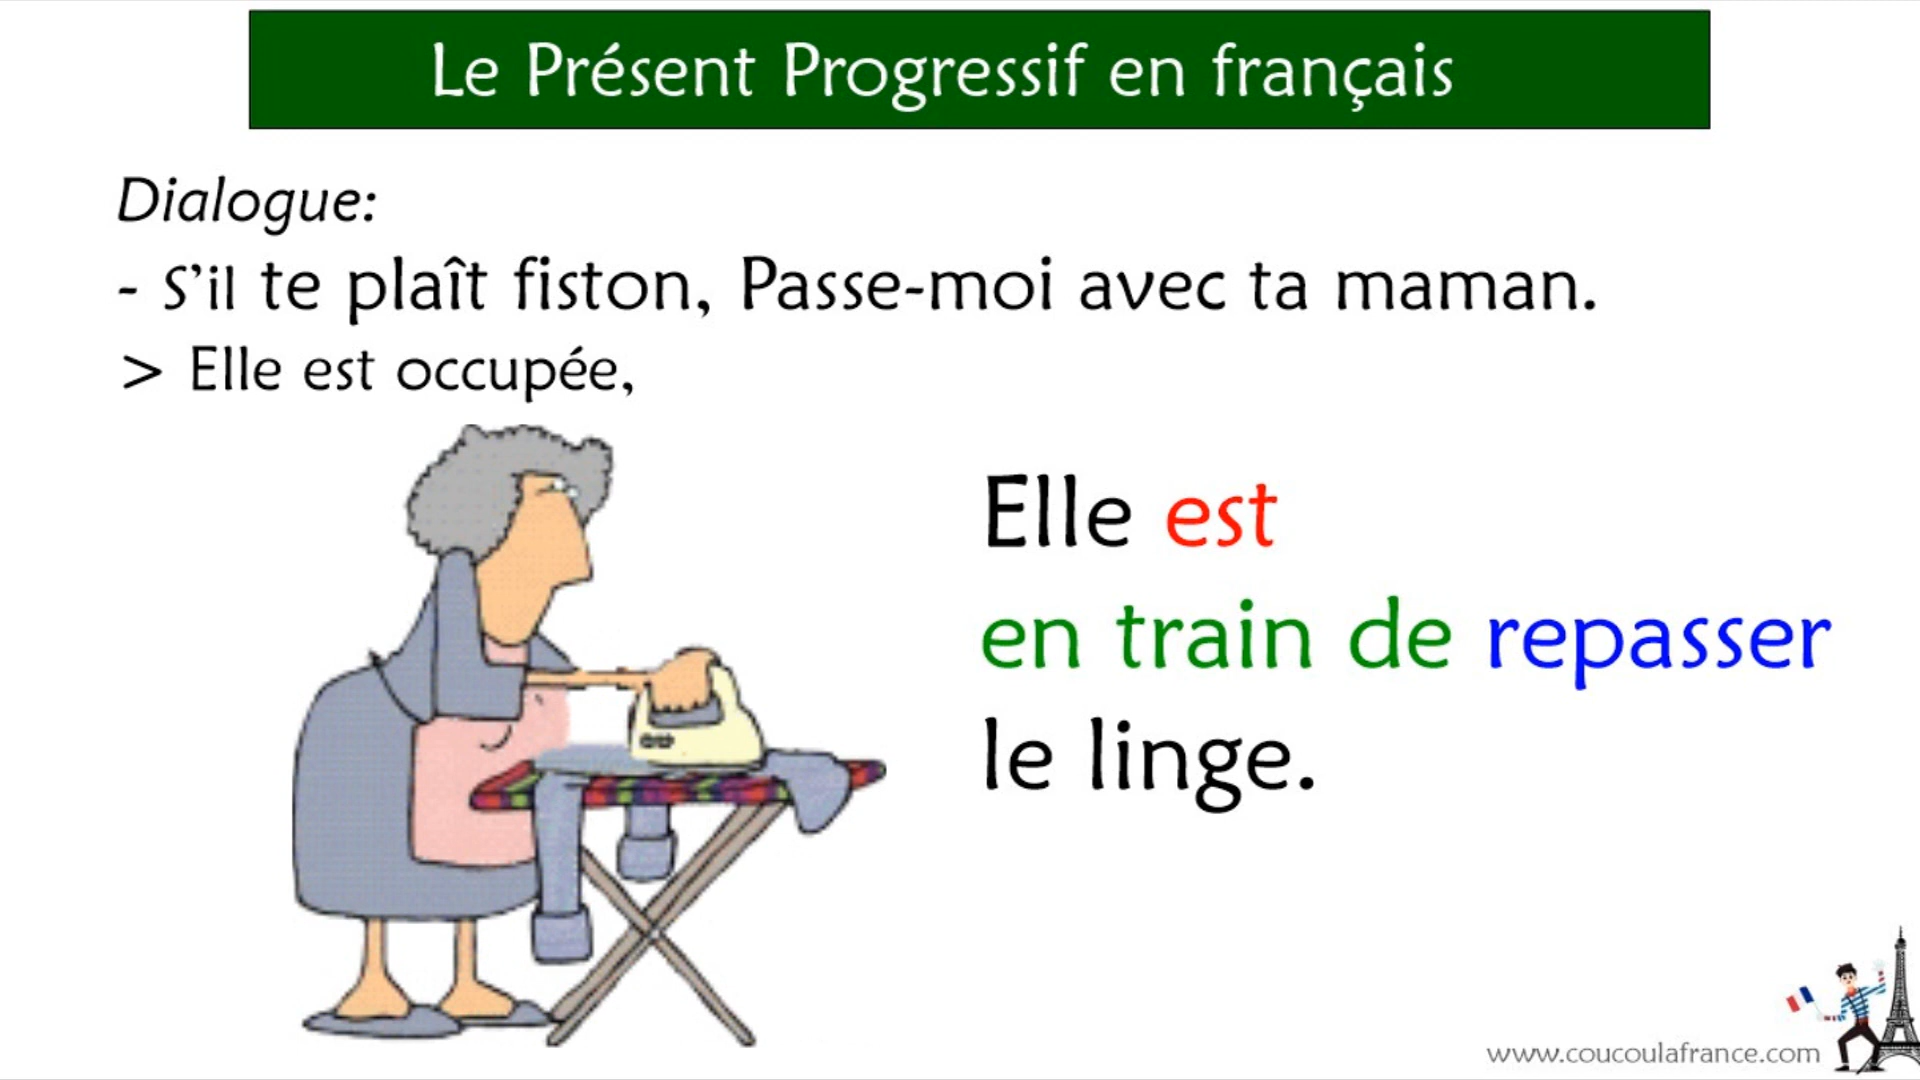 Le Présent Progressif en français
Dialogue:
- S’il te plaît fiston, Passe-moi avec ta maman.
> Elle est occupée,
Elle est
en train de repasser
le linge.
www.coucoulafrance.com